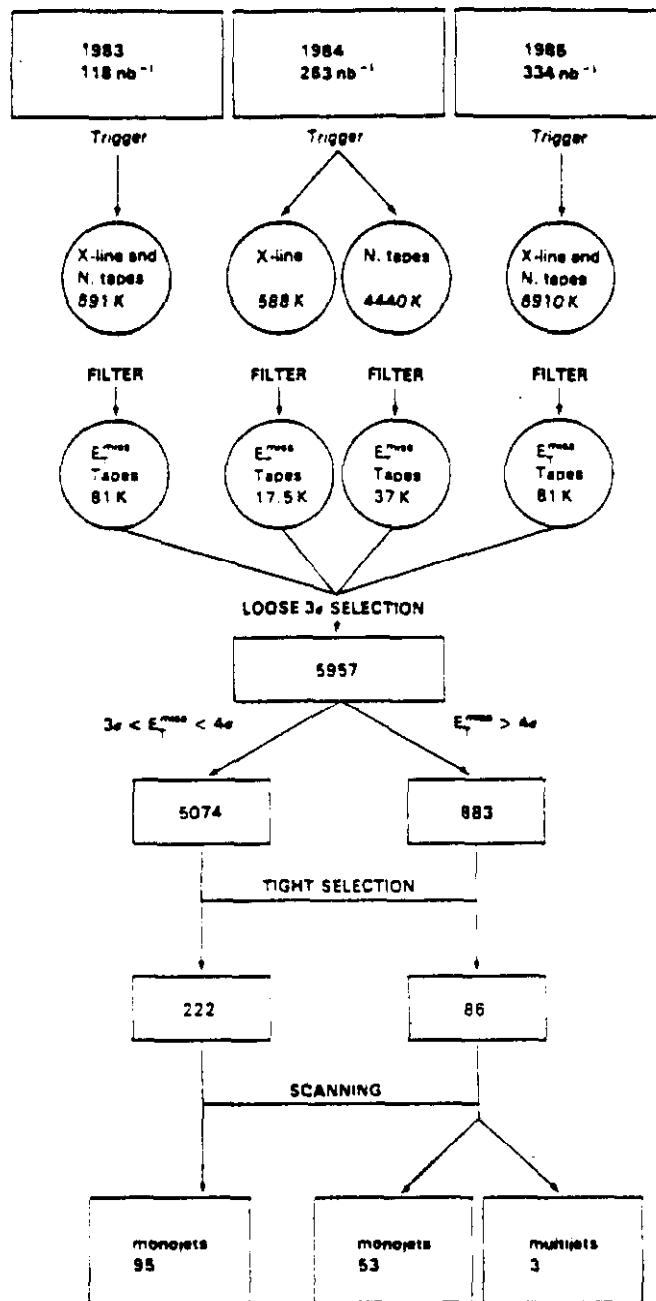 1983
118 nb⁻¹
1984
263 nb⁻¹
1985
334 nb⁻¹
Trigger
Trigger
Trigger
X-line and
N. tapes
891 K
X-line
588 K
N. tapes
4440 K
X-line and
N. tapes
6910 K
FILTER
FILTER
FILTER
FILTER
E_T^miss
Tapes
81 K
E_T^miss
Tapes
17.5 K
E_T^miss
Tapes
37 K
E_T^miss
Tapes
81 K
LOOSE 3σ SELECTION
5957
3σ < E_T^miss < 4σ
E_T^miss > 4σ
5074
883
TIGHT SELECTION
222
86
SCANNING
monojets
95
monojets
53
multijets
3